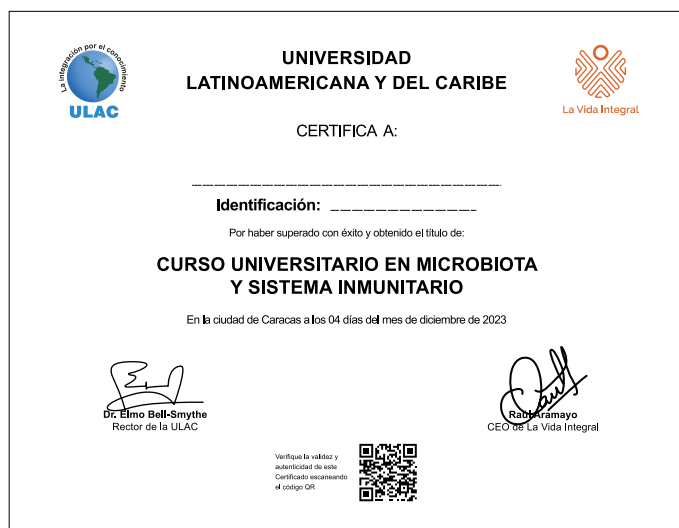 La integración por el conocimiento
ULAC
UNIVERSIDAD
LATINOAMERICANA Y DEL CARIBE
La Vida Integral
CERTIFICA A:
Identificación:
Por haber superado con éxito y obtenido el título de:
CURSO UNIVERSITARIO EN MICROBIOTA
Y SISTEMA INMUNITARIO
En la ciudad de Caracas a los 04 días del mes de diciembre de 2023
Dr. Elmo Bell-Smythe
Rector de la ULAC
Raúl Aramayo
CEO de La Vida Integral
Verifique la validez y
autenticidad de este
Certificado escaneando
el código QR